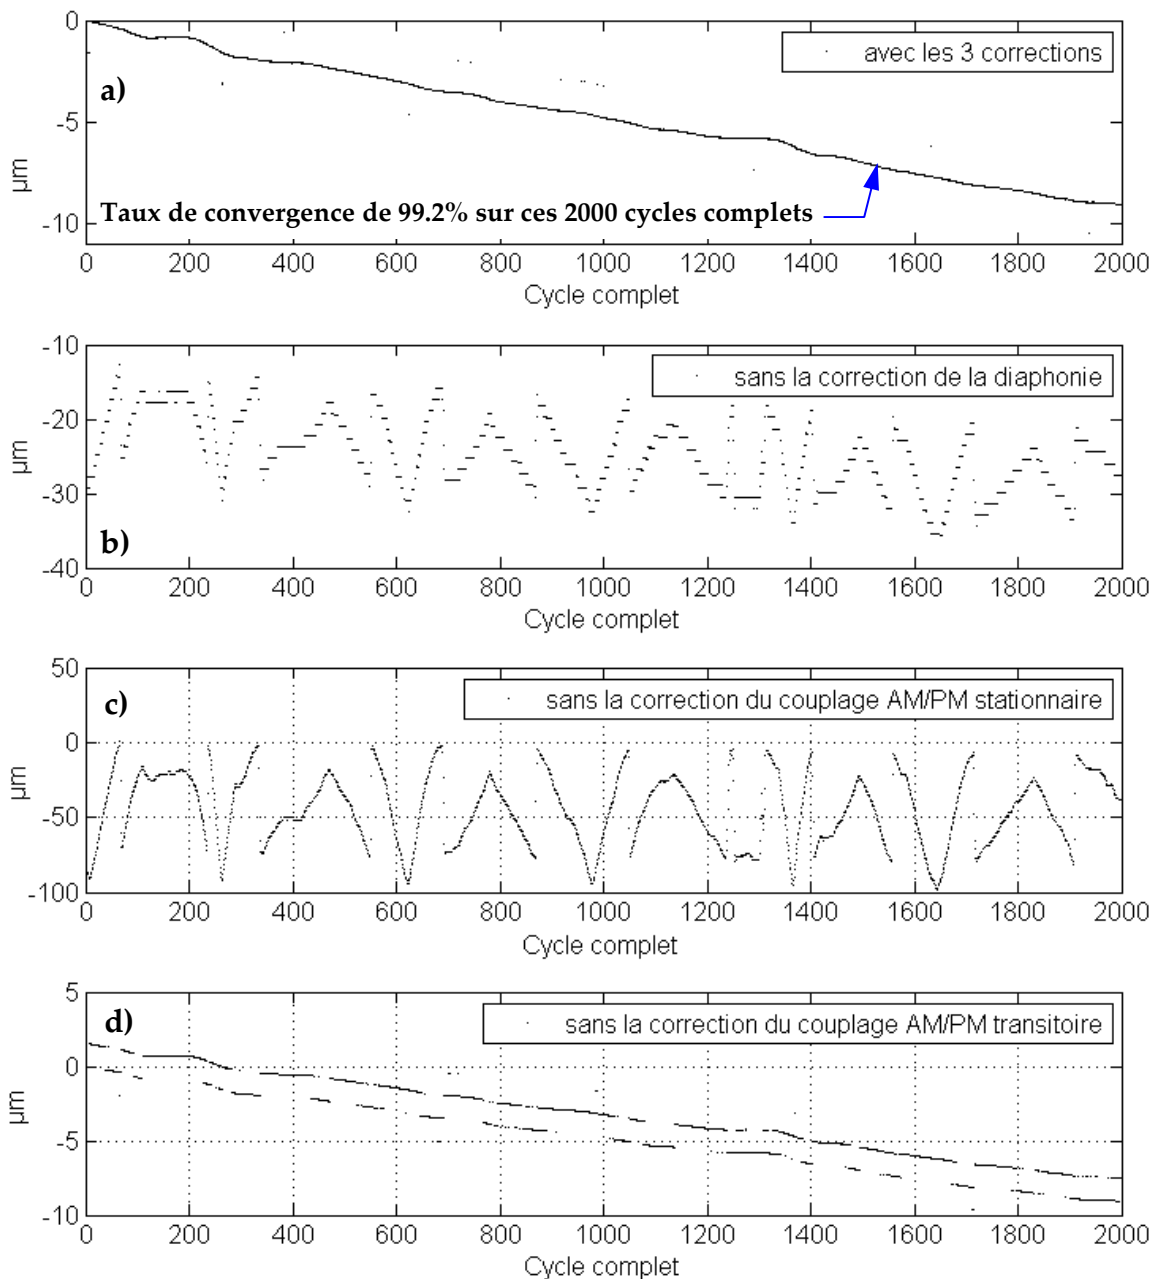 0
-5
-10
µm
a)
avec les 3 corrections
Taux de convergence de 99.2% sur ces 2000 cycles complets
0 200 400 600 800 1000 1200 1400 1600 1800 2000
Cycle complet
-10
-20
-30
-40
µm
b)
sans la correction de la diaphonie
0 200 400 600 800 1000 1200 1400 1600 1800 2000
Cycle complet
50
0
-50
-100
µm
c)
sans la correction du couplage AM/PM stationnaire
0 200 400 600 800 1000 1200 1400 1600 1800 2000
Cycle complet
5
0
-5
-10
µm
d)
sans la correction du couplage AM/PM transitoire
0 200 400 600 800 1000 1200 1400 1600 1800 2000
Cycle complet